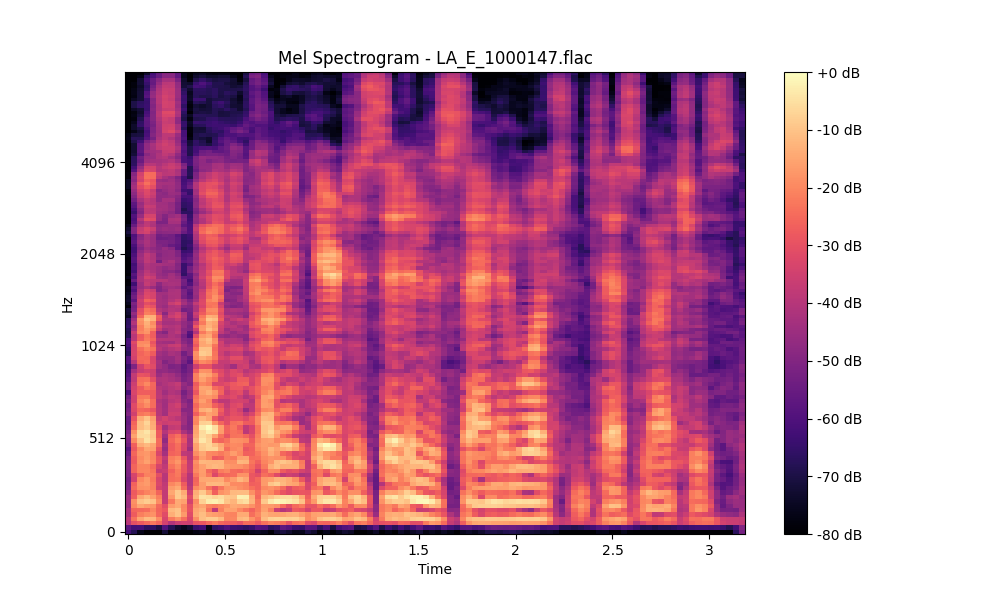 Mel Spectrogram - LA_E_1000147.flac
+0 dB
-10 dB
-20 dB
-30 dB
-40 dB
-50 dB
-60 dB
-70 dB
-80 dB
4096
2048
1024
512
0
Hz
0 0.5 1 1.5 2 2.5 3
Time